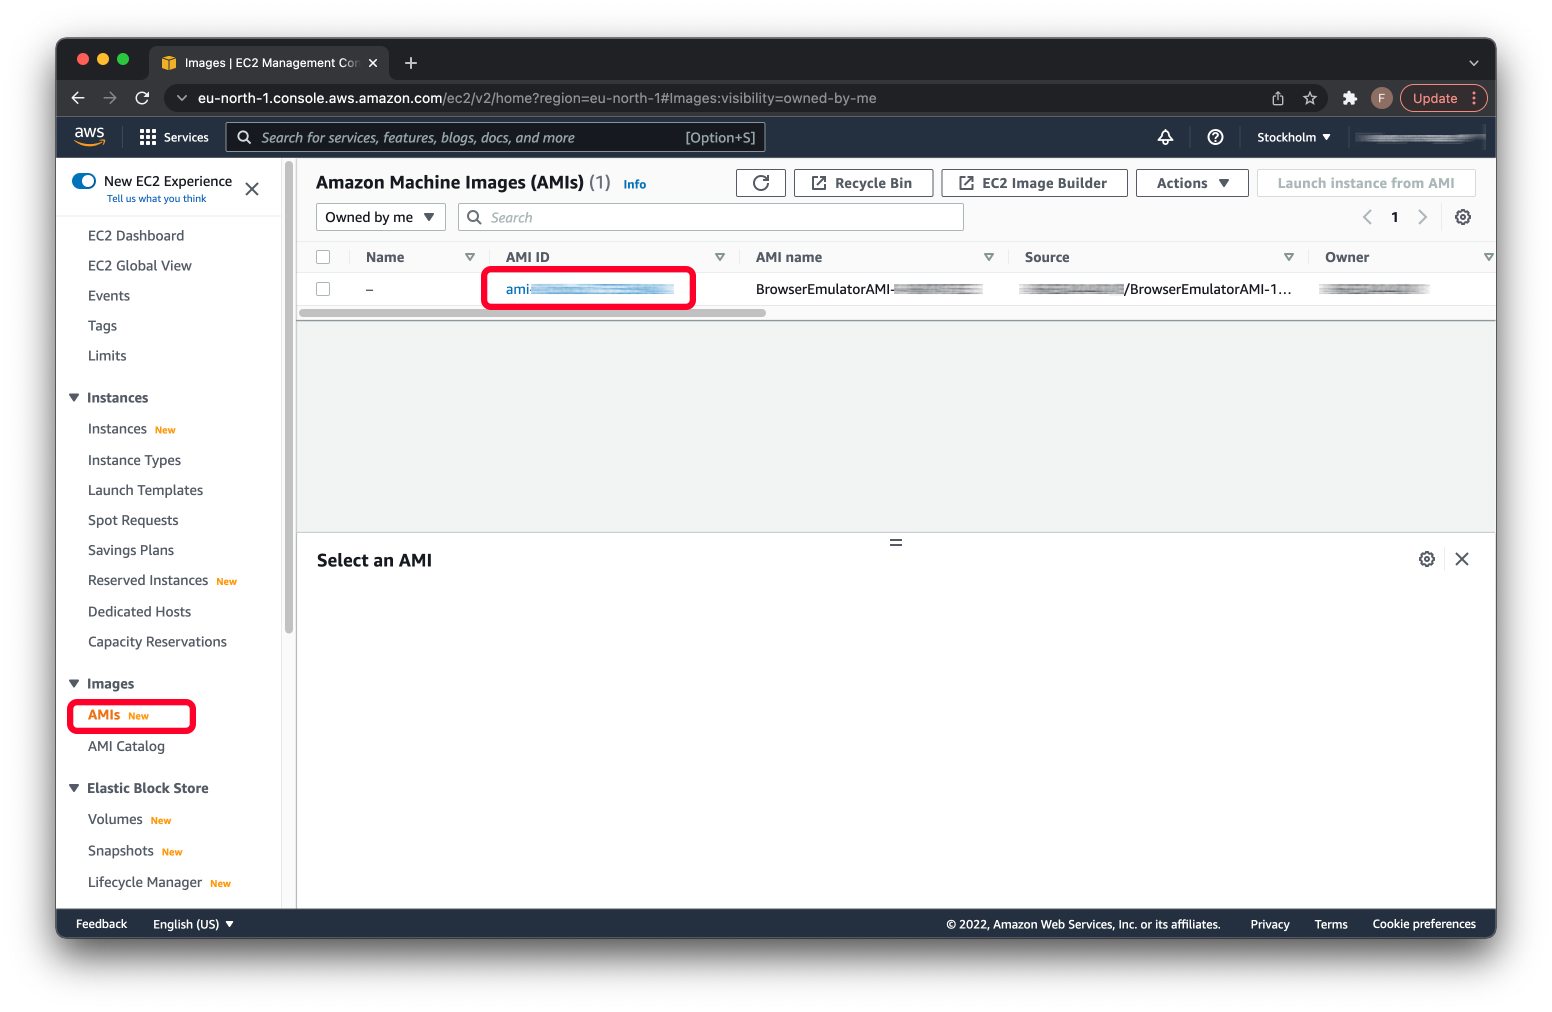 Images | EC2 Management Con
eu-north-1.console.aws.amazon.com/ec2/v2/home?region=eu-north-1#Images:visibility=owned-by-me
F
Update
aws
Services
Search for services, features, blogs, docs, and more
[Option+S]
Stockholm
New EC2 Experience
Tell us what you think
EC2 Dashboard
EC2 Global View
Events
Tags
Limits
Instances
Instances New
Instance Types
Launch Templates
Spot Requests
Savings Plans
Reserved Instances New
Dedicated Hosts
Capacity Reservations
Images
AMIs New
AMI Catalog
Elastic Block Store
Volumes New
Snapshots New
Lifecycle Manager New
Amazon Machine Images (AMIs) (1) Info
Recycle Bin
EC2 Image Builder
Actions
Launch instance from AMI
Owned by me
Search
1
Name
AMI ID
AMI name
Source
Owner
–
ami-
BrowserEmulatorAMI-
/BrowserEmulatorAMI-1...
Select an AMI
Feedback
English (US)
© 2022, Amazon Web Services, Inc. or its affiliates.
Privacy
Terms
Cookie preferences